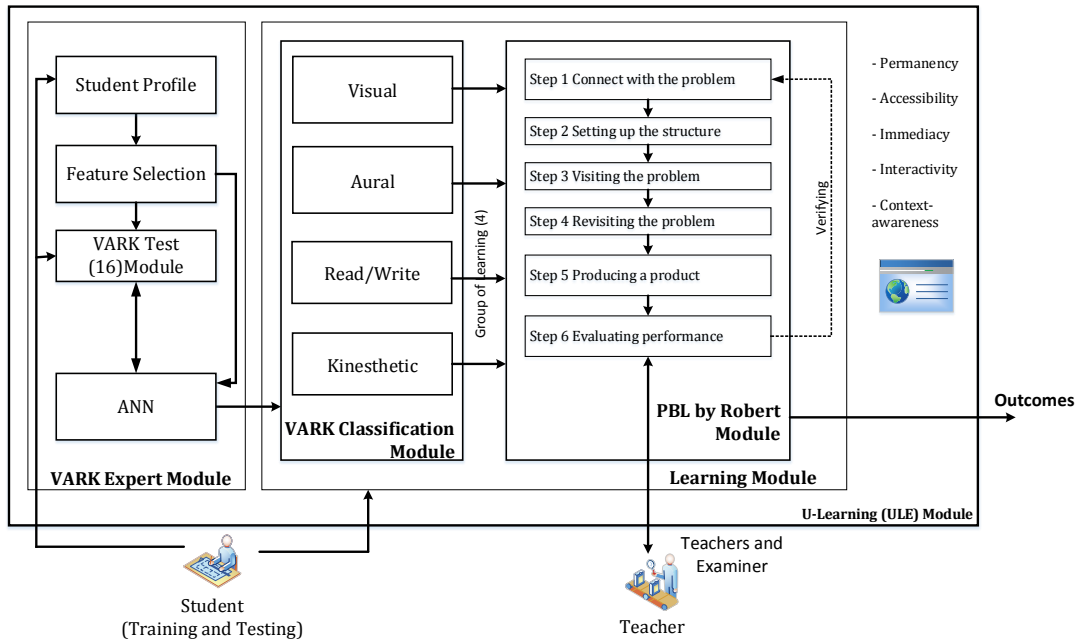 Student Profile
Feature Selection
VARK Test
(16)Module
ANN
VARK Expert Module
Visual
Aural
Read/Write
Kinesthetic
VARK Classification
Module
Group of Learning (4)
Step 1 Connect with the problem
Step 2 Setting up the structure
Step 3 Visiting the problem
Step 4 Revisiting the problem
Step 5 Producing a product
Step 6 Evaluating performance
Verifying
PBL by Robert
Module
Learning Module
- Permanency
- Accessibility
- Immediacy
- Interactivity
- Context-
awareness
Outcomes
U-Learning (ULE) Module
Student
(Training and Testing)
Teachers and
Examiner
Teacher